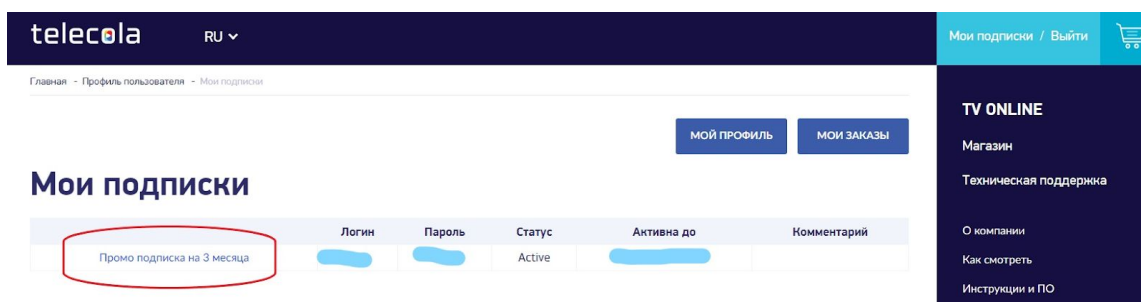 telecola
RU
Мои подписки / Выйти
Главная - Профиль пользователя - Мои подписки
МОЙ ПРОФИЛЬ
МОИ ЗАКАЗЫ
Мои подписки
Логин Пароль Статус Активна до Комментарий
Промо подписка на 3 месяца Active
TV ONLINE
Магазин
Техническая поддержка
О компании
Как смотреть
Инструкции и ПО